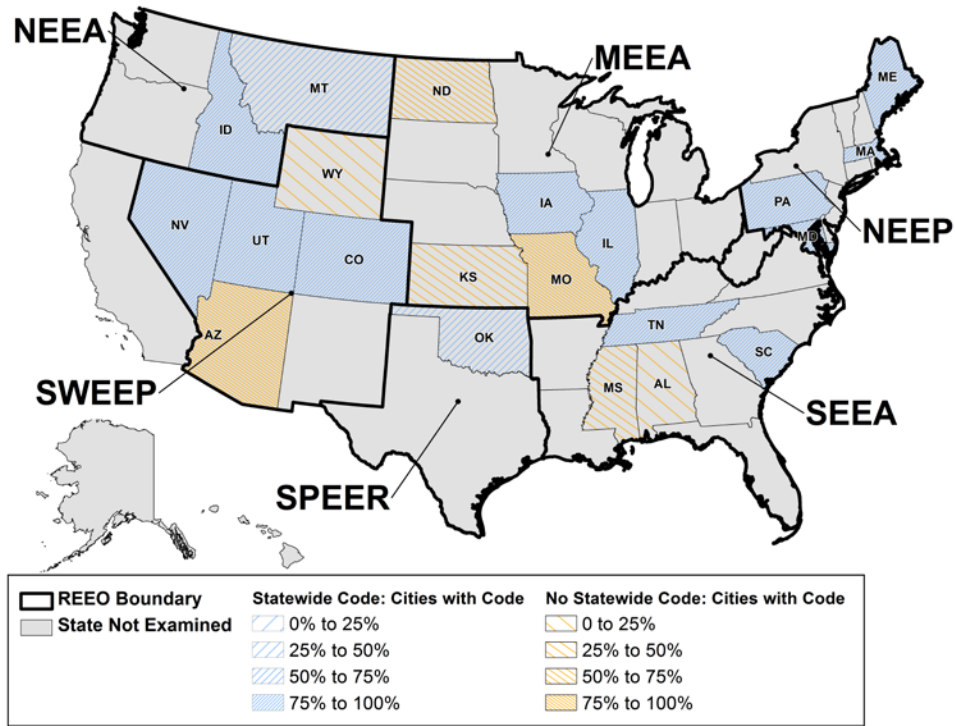 NEEA
MEEA
ME
MT
ND
ID
MA
WY
PA
IA
NEEP
NV
UT
IL
MD
CO
KS
MO
TN
AZ
OK
SC
SWEEP
MS
AL
SEEA
SPEER
REEO Boundary
State Not Examined
Statewide Code: Cities with Code
0% to 25%
25% to 50%
50% to 75%
75% to 100%
No Statewide Code: Cities with Code
0 to 25%
25% to 50%
50% to 75%
75% to 100%